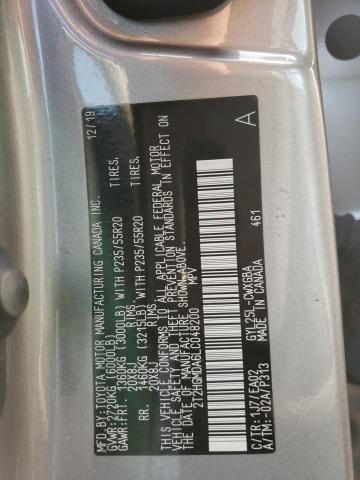 MFD. BY: TOYOTA MOTOR MANUFACTURING CANADA INC. 12/19
GVWR: 2720KG (6000LB)
GAWR: FRT. 1360KG (3000LB) WITH P235/55R20 TIRES,
20X8J RIMS
RR. 1460KG (3215LB) WITH P235/55R20 TIRES,
20X8J RIMS
THIS VEHICLE CONFORMS TO ALL APPLICABLE FEDERAL MOTOR
VEHICLE SAFETY AND THEFT PREVENTION STANDARDS IN EFFECT ON
THE DATE OF MANUFACTURE SHOWN ABOVE.
2T2HGMDA6LC048200 MPV
C/TR: 1J7/EA02 GYL25L-CWXGBA
A/TM: -02A/P313 MADE IN CANADA 461
A